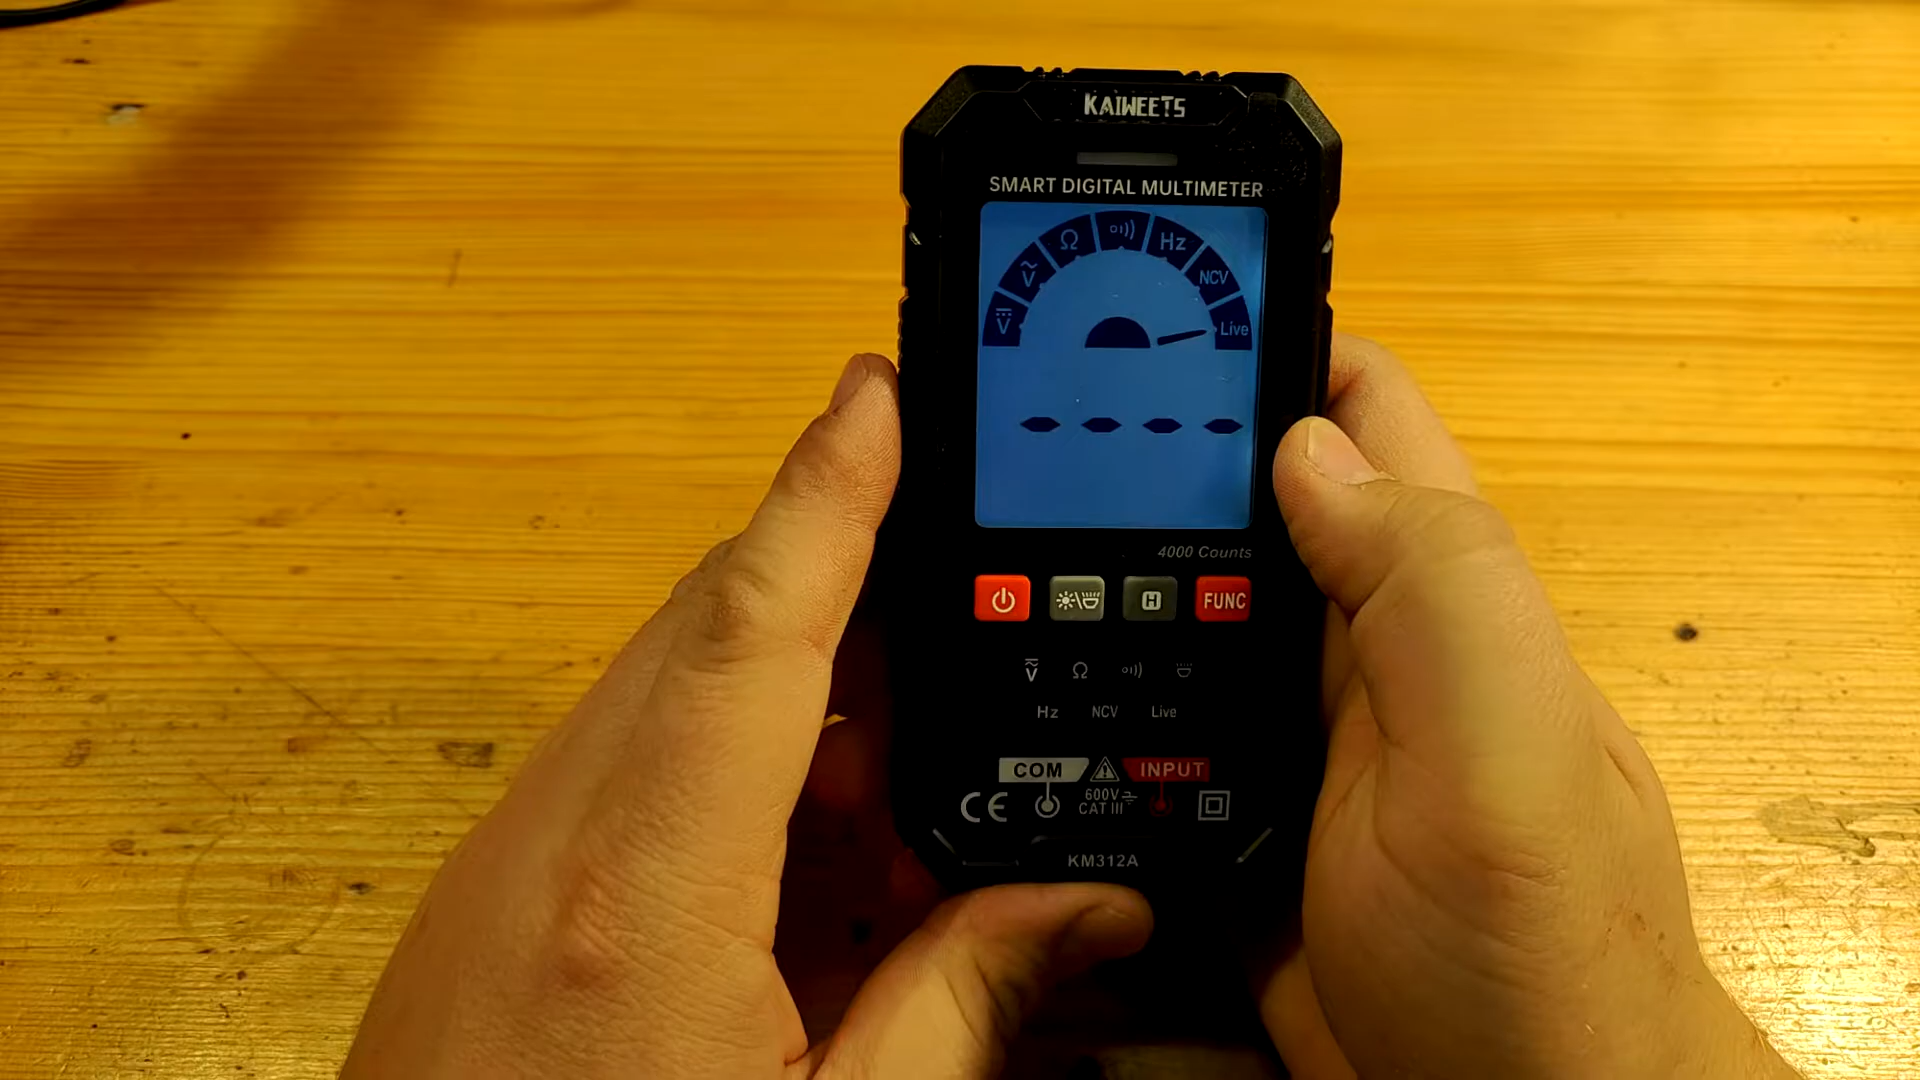 KAIWEETS
SMART DIGITAL MULTIMETER
Ω Hz
Ṽ NCV
V Live
- - - -
4000 Counts
H FUNC
V Ω
Hz NCV Live
COM INPUT
CE 600V CAT III
KM312A